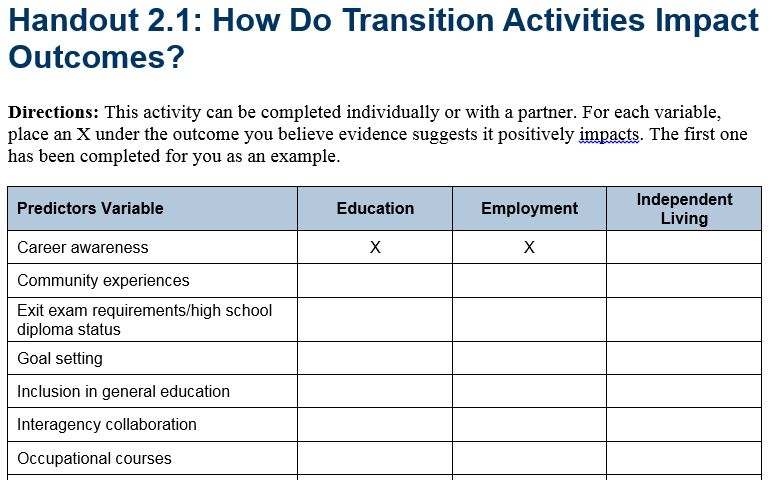 Handout 2.1: How Do Transition Activities Impact
Outcomes?
Directions: This activity can be completed individually or with a partner. For each variable,
place an X under the outcome you believe evidence suggests it positively impacts. The first one
has been completed for you as an example.
Predictors Variable Education Employment Independent Living
Career awareness X X
Community experiences
Exit exam requirements/high school
diploma status
Goal setting
Inclusion in general education
Interagency collaboration
Occupational courses